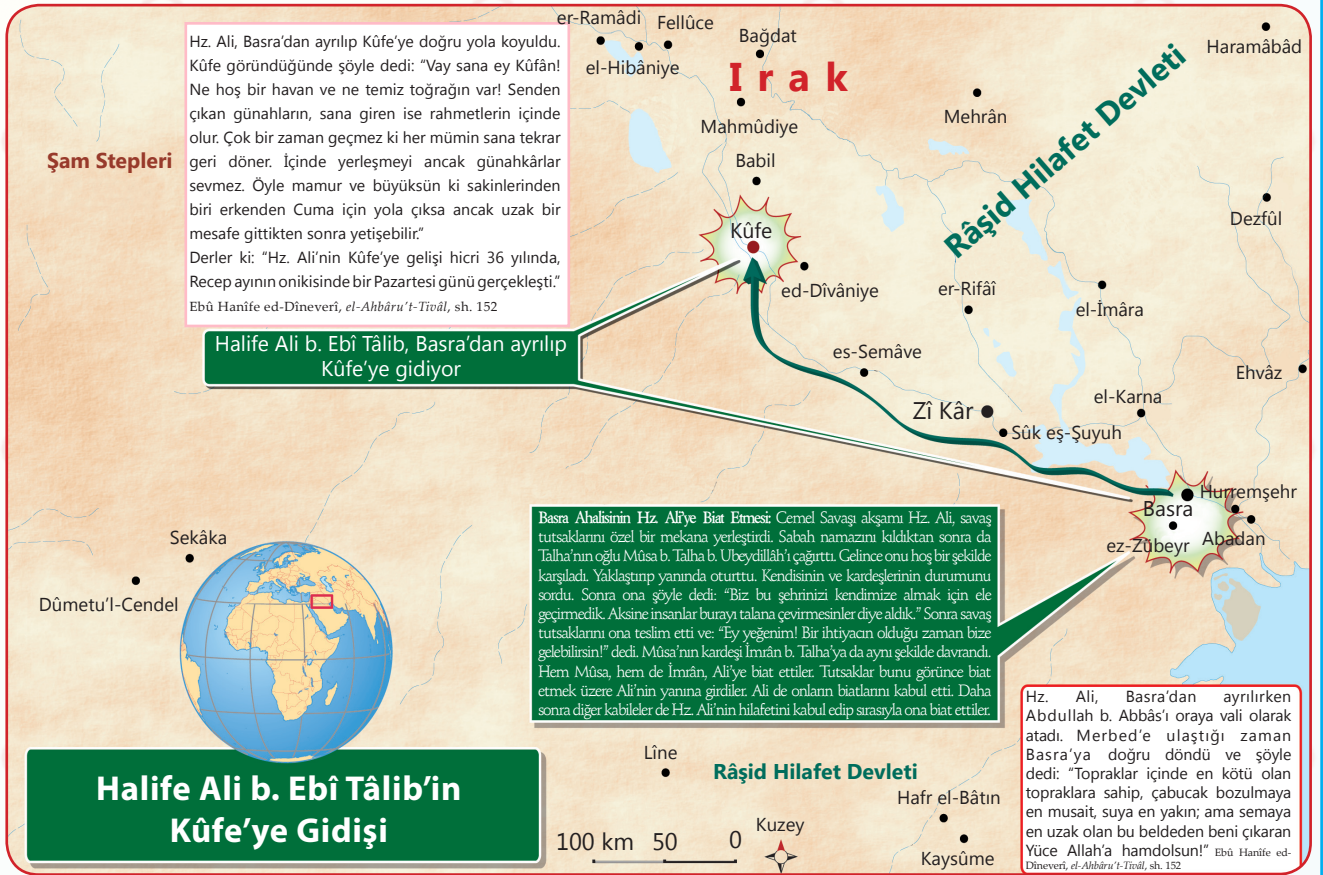 Hz. Ali, Basra’dan ayrılıp Kûfe’ye doğru yola koyuldu.
Kûfe göründüğünde şöyle dedi: “Vay sana ey Kûfân!
Ne hoş bir havan ve ne temiz toğrağın var! Senden
çıkan günahların, sana giren ise rahmetlerin içinde
olur. Çok bir zaman geçmez ki her mümin sana tekrar
geri döner. İçinde yerleşmeyi ancak günahkârlar
sevmez. Öyle mamur ve büyüksün ki sakinlerinden
biri erkenden Cuma için yola çıksa ancak uzak bir
mesafe gittikten sonra yetişebilir.”
Derler ki: “Hz. Ali’nin Kûfe’ye gelişi hicri 36 yılında,
Recep ayının onikisinde bir Pazartesi günü gerçekleşti.”
Ebû Hanîfe ed-Dîneverî, el-Ahbâru’t-Tivâl, sh. 152
Halife Ali b. Ebî Tâlib, Basra’dan ayrılıp
Kûfe’ye gidiyor
er-Ramâdi
Fellûce
el-Hibâniye
Bağdat
Irak
Haramâbâd
Mehrân
Mahmûdiye
Şam Stepleri
Babil
Râşid Hilafet Devleti
Dezfûl
Kûfe
ed-Dîvâniye
er-Rifâî
el-İmâra
es-Semâve
Ehvâz
el-Karna
Zî Kâr
Sûk eş-Şuyuh
Hurremşehr
Basra
ez-Zübeyr
Abadan
Sekâka
Dûmetu’l-Cendel
Basra Ahalisinin Hz. Ali’ye Biat Etmesi: Cemel Savaşı akşamı Hz. Ali, savaş
tutsaklarını özel bir mekana yerleştirdi. Sabah namazını kıldıktan sonra da
Talha’nın oğlu Mûsa b. Talha b. Ubeydillâh’ı çağırttı. Gelince onu hoş bir şekilde
karşıladı. Yaklaştırıp yanında oturttu. Kendisinin ve kardeşlerinin durumunu
sordu. Sonra ona şöyle dedi: “Biz bu şehrinizi kendimize almak için ele
geçirmedik. Aksine insanlar burayı talana çevirmesinler diye aldık.” Sonra savaş
tutsaklarını ona teslim etti ve: “Ey yeğenim! Bir ihtiyacın olduğu zaman bize
gelebilirsin!” dedi. Mûsa’nın kardeşi İmrân b. Talha’ya da aynı şekilde davrandı.
Hem Mûsa, hem de İmrân, Ali’ye biat ettiler. Tutsaklar bunu görünce biat
etmek üzere Ali’nin yanına girdiler. Ali de onların biatlarını kabul etti. Daha
sonra diğer kabileler de Hz. Ali’nin hilafetini kabul edip sırasıyla ona biat ettiler.
Hz. Ali, Basra’dan ayrılırken
Abdullah b. Abbâs’ı oraya vali olarak
atadı. Merbed’e ulaştığı zaman
Basra’ya doğru döndü ve şöyle
dedi: “Topraklar içinde en kötü olan
topraklara sahip, çabucak bozulmaya
en musait, suya en yakın; ama semaya
en uzak olan bu beldeden beni çıkaran
Yüce Allah’a hamdolsun!” Ebû Hanîfe ed-
Dîneverî, el-Ahbâru’t-Tivâl, sh. 152
Lîne
Râşid Hilafet Devleti
Hafr el-Bâtın
Kaysûme
Kuzey
100 km 50 0
Halife Ali b. Ebî Tâlib’in
Kûfe’ye Gidişi